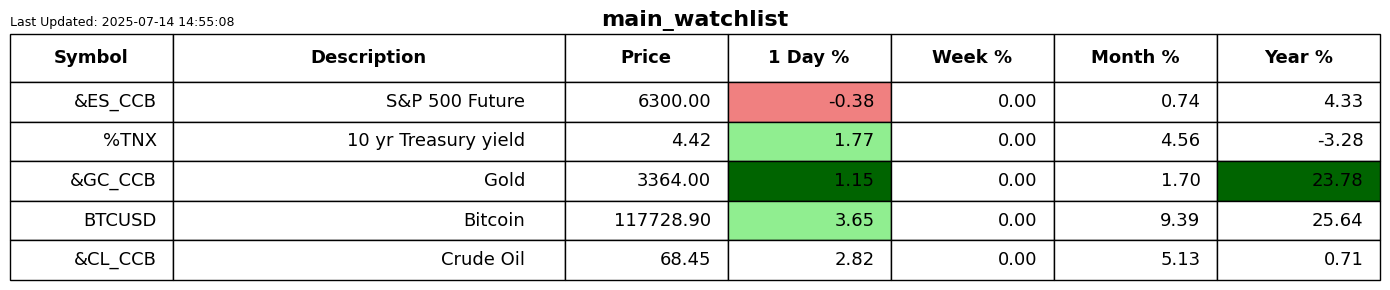 Last Updated: 2025-07-14 14:55:08
main_watchlist
Symbol Description Price 1 Day % Week % Month % Year %
&ES_CCB S&P 500 Future 6300.00 -0.38 0.00 0.74 4.33
%TNX 10 yr Treasury yield 4.42 1.77 0.00 4.56 -3.28
&GC_CCB Gold 3364.00 1.15 0.00 1.70 23.78
BTCUSD Bitcoin 117728.90 3.65 0.00 9.39 25.64
&CL_CCB Crude Oil 68.45 2.82 0.00 5.13 0.71